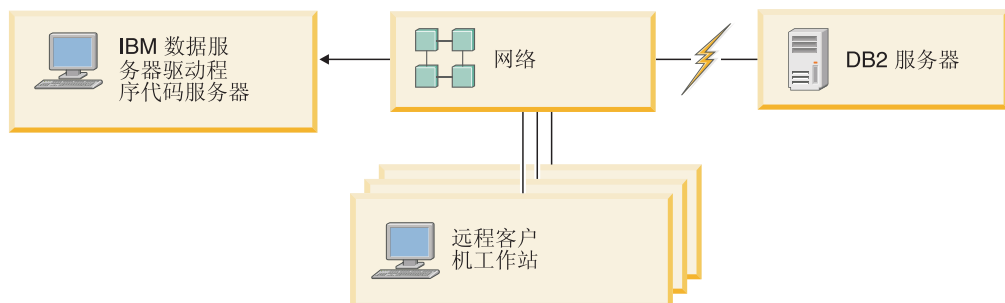 IBM 数据服
务器驱动程
序代码服务器
网络
DB2 服务器
远程客户
机工作站